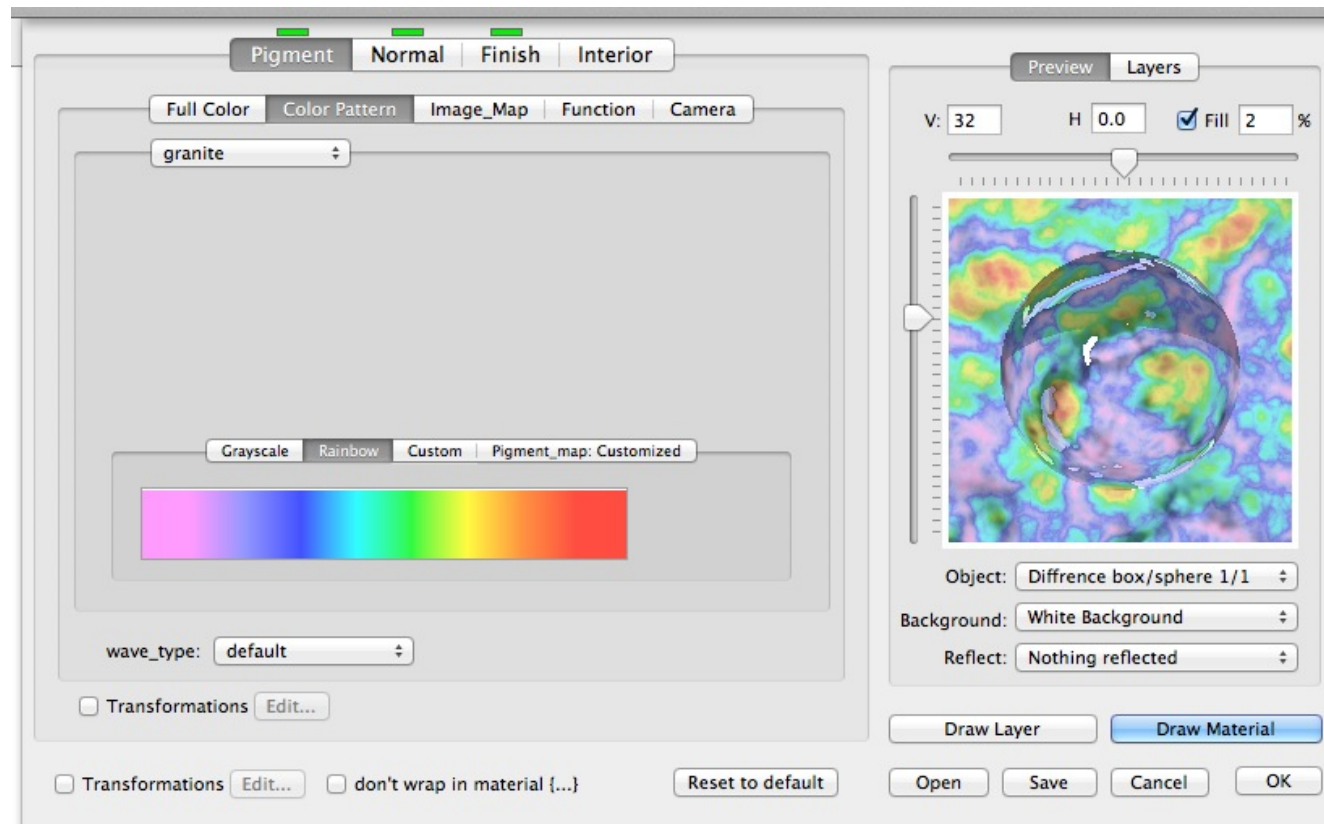 Pigment Normal Finish Interior
Full Color Color Pattern Image_Map Function Camera
granite
Grayscale Rainbow Custom Pigment_map: Customized
wave_type: default
Transformations Edit...
Transformations Edit... don't wrap in material {...} Reset to default
Preview Layers
V: 32 H 0.0 Fill 2 %
Object: Diffrence box/sphere 1/1
Background: White Background
Reflect: Nothing reflected
Draw Layer Draw Material
Open Save Cancel OK